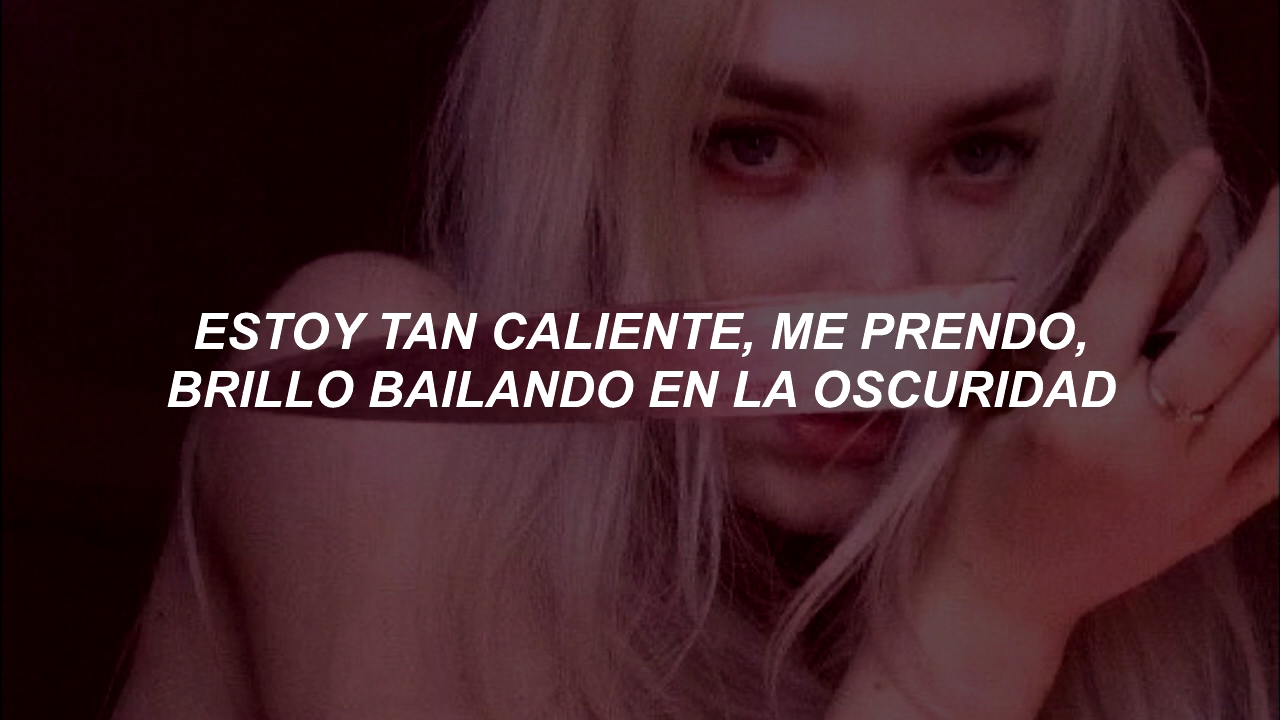 ESTOY TAN CALIENTE, ME PRENDO,
BRILLO BAILANDO EN LA OSCURIDAD